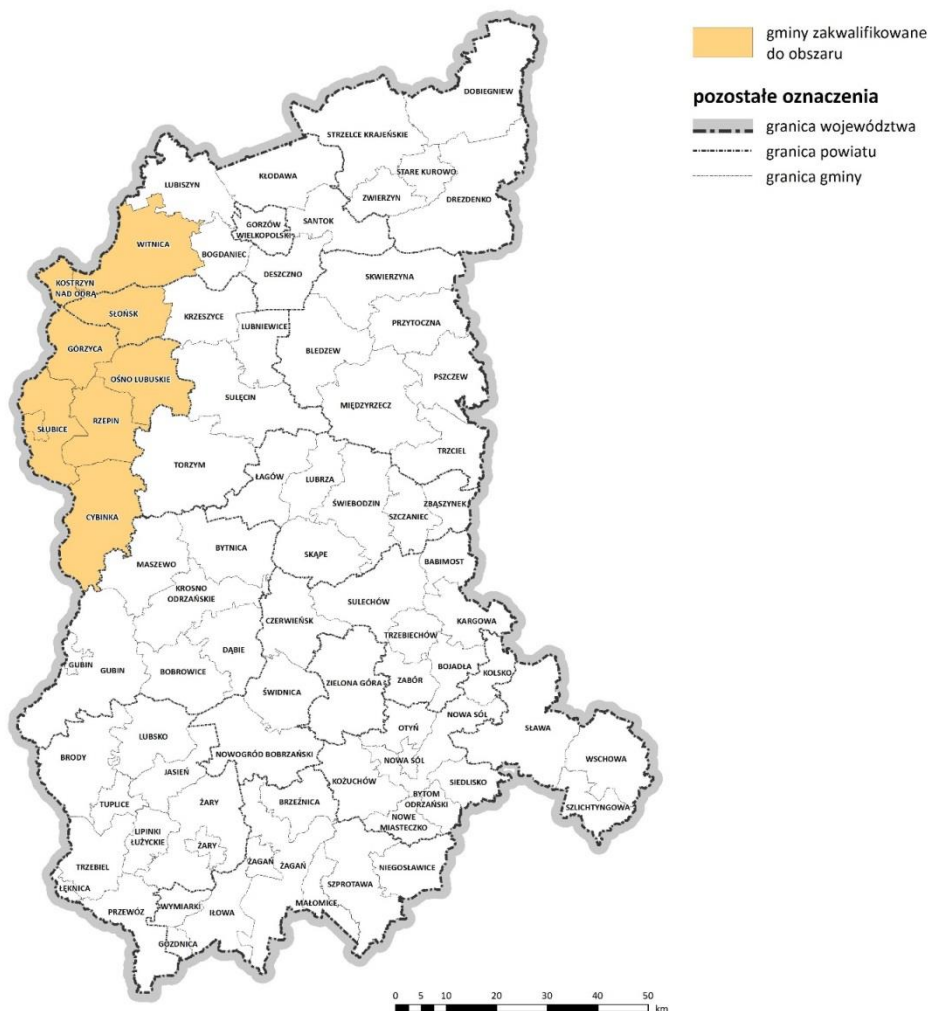 gminy zakwalifikowane
do obszaru
pozostałe oznaczenia
granica województwa
granica powiatu
granica gminy
DOBIEGNIEW
STRZELCE KRAJEŃSKIE
STARE KUROWO
KŁODAWA
LUBISZYN
ZWIERZYN
DREZDENKO
SANTOK
GORZÓW
WIELKOPOLSKI
WITNICA
BOGDANIEC
DESZCZNO
SKWIERZYNA
KOSTRZYN
NAD ODRĄ
SŁOŃSK
KRZESZYCE
LUBNIEWICE
PRZYTOCZNA
GÓRZYCA
BLEDZEW
PSZCZEW
OŚNO LUBUSKIE
SULĘCIN
MIĘDZYRZECZ
SŁUBICE
RZEPIN
TRZCIEL
TORZYM
ŁAGÓW
LUBRZA
ŚWIEBODZIN
ZBĄSZYNEK
SZCZANIEC
CYBINKA
BYTNICA
SKĄPE
MASZEWO
BABIMOST
KROSNO
ODRZAŃSKIE
SULECHÓW
CZERWIEŃSK
KARGOWA
TRZEBIECHÓW
DĄBIE
GUBIN
GUBIN
BOBROWICE
BOJADŁA
KOLSKO
ZABÓR
ZIELONA GÓRA
ŚWIDNICA
NOWA SÓL
OTYŃ
SŁAWA
LUBSKO
BRODY
NOWOGRÓD BOBRZAŃSKI
NOWA SÓL
WSCHOWA
JASIEŃ
KOŻUCHÓW
SIEDLISKO
BYTOM
ODRZAŃSKI
TUPLICE
ŻARY
BRZEŹNICA
SZLICHTYNGOWA
NOWE
MIASTECZKO
LIPINKI
ŁUŻYCKIE
ŻARY
TRZEBIEL
ŻAGAŃ
ŻAGAŃ
NIEGOSŁAWICE
SZPROTAWA
ŁĘKNICA
MAŁOMICE
PRZEWÓZ
WYMIARKI
IŁOWA
GOZDNICA
0 5 10 20 30 40 50
km